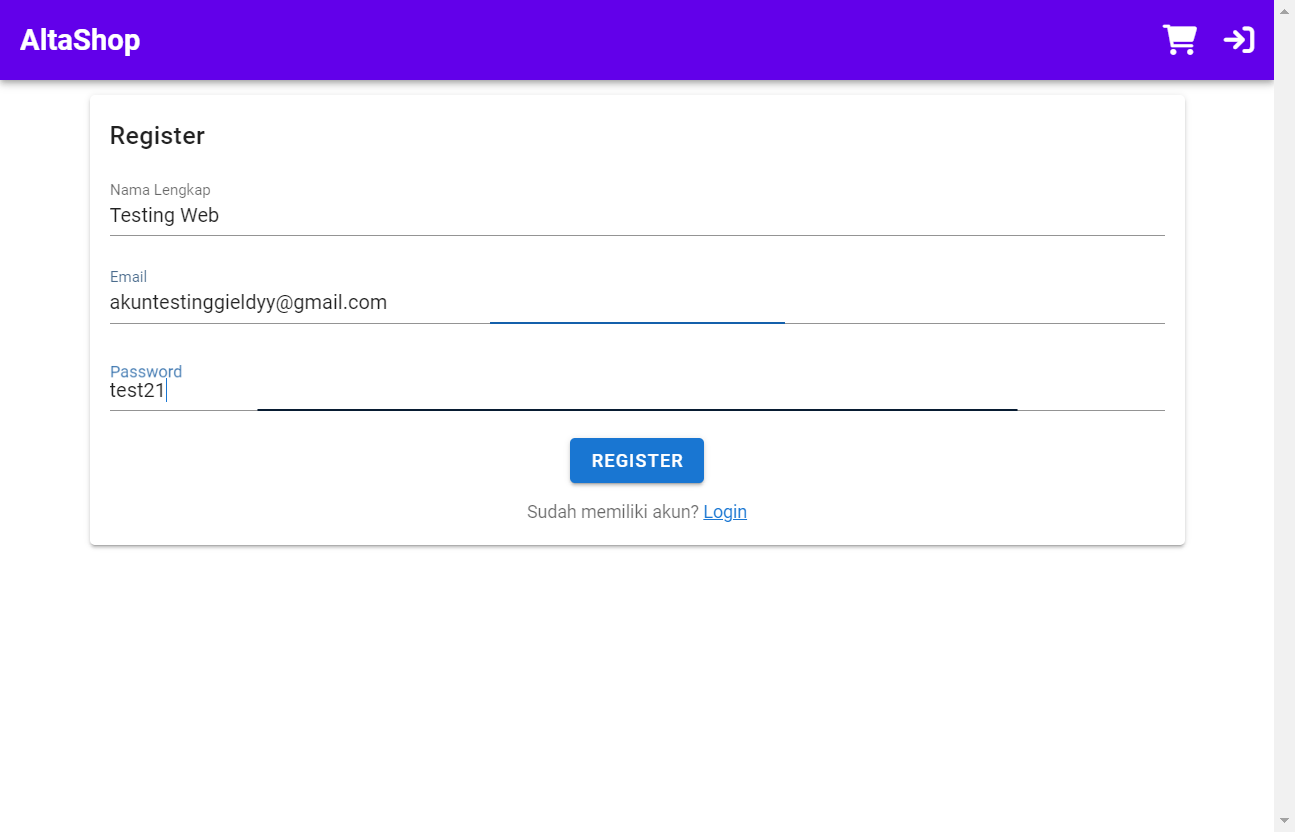 AltaShop
Register
Nama Lengkap
Testing Web
Email
akuntestinggieldyy@gmail.com
Password
test21
REGISTER
Sudah memiliki akun? Login